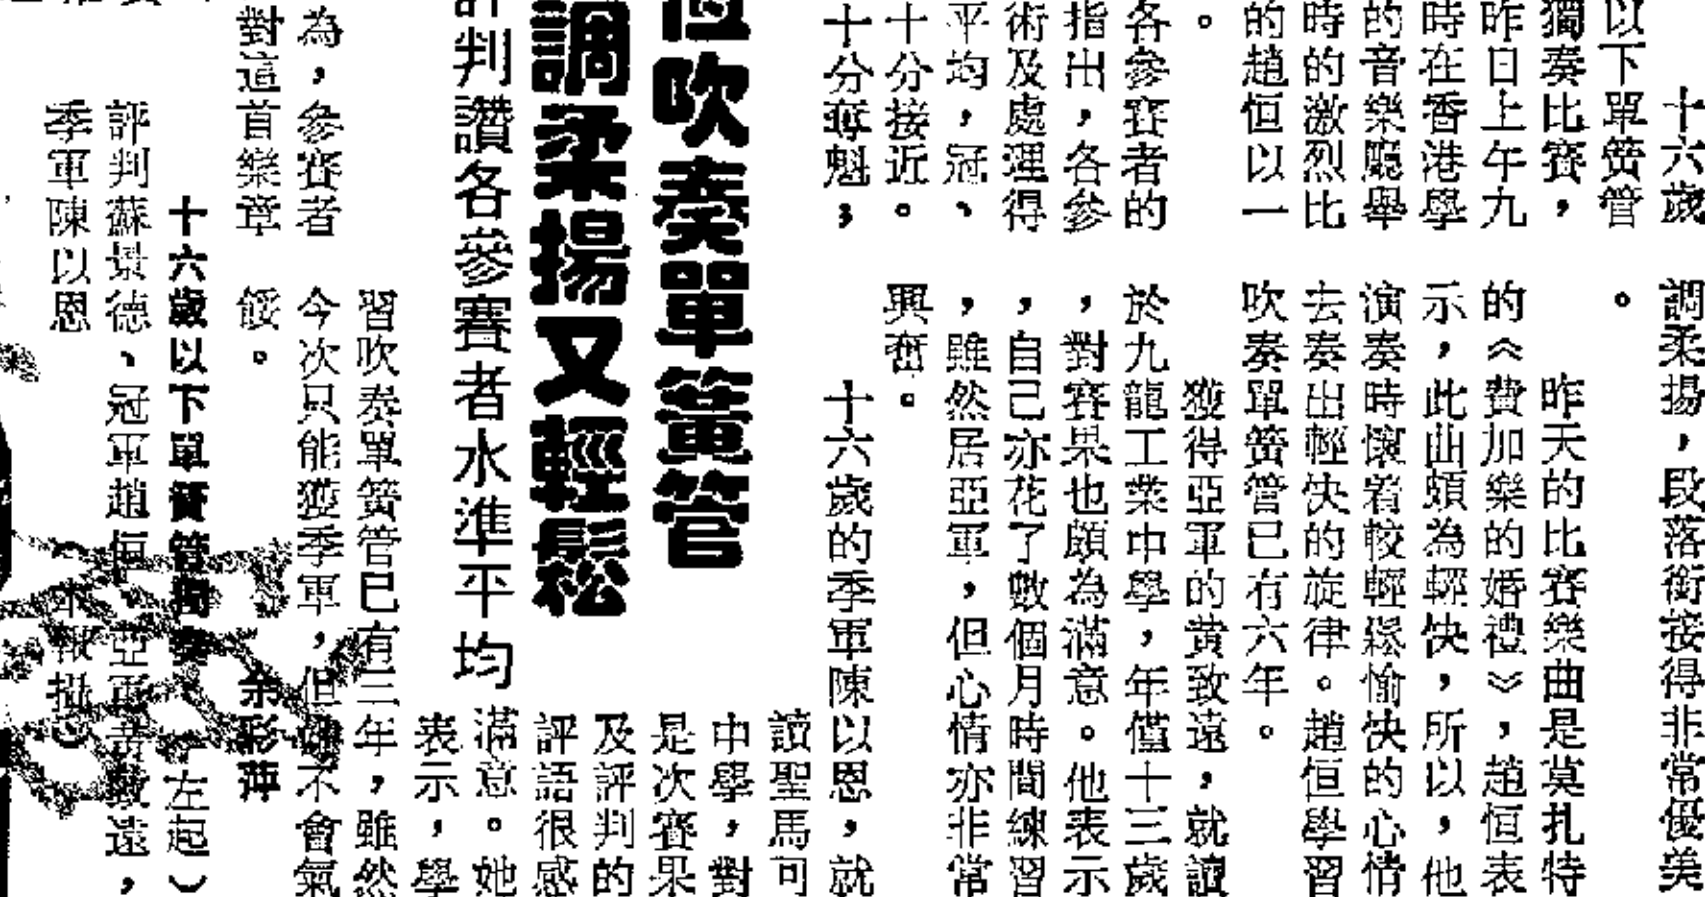 吹奏單簧管
調柔揚又輕鬆
評判讚各參賽者水準平均
十六歲
以下單簧管
獨奏比賽，
昨日上午九
時在香港學
的音樂廳舉
時的激烈比
的趙恒以一
。
各參賽者的
指出，各參
術及處理得
平均，冠、
十分接近。
十分奪魁；
為，參賽者
對這首樂章
調柔揚，段落銜接得非常優美
。
昨天的比賽樂曲是莫扎特
的《費加樂的婚禮》，趙恒表
示，此曲頗為輕快，所以，他
演奏時懷着較輕鬆愉快的心情
去奏出輕快的旋律。趙恒學習
吹奏單簧管已有六年。
獲得亞軍的黄致遠，就讀
於九龍工業中學，年僅十三歲
，對賽果也頗為滿意。他表示
，自己亦花了數個月時間練習
，雖然居亞軍，但心情亦非常
興奮。
十六歲的季軍陳以恩，就
讀聖馬可
中學，對
是次賽果
及評判的
評語很感
滿意。她
表示，學
習吹奏單簧管已有三年，雖然
今次只能獲季軍，但她不會氣
餒。
余彩萍
十六歲以下單簧管獨奏（左起）
評判蘇景德、冠軍趙恒、亞軍黄致遠，
季軍陳以恩（本報攝）